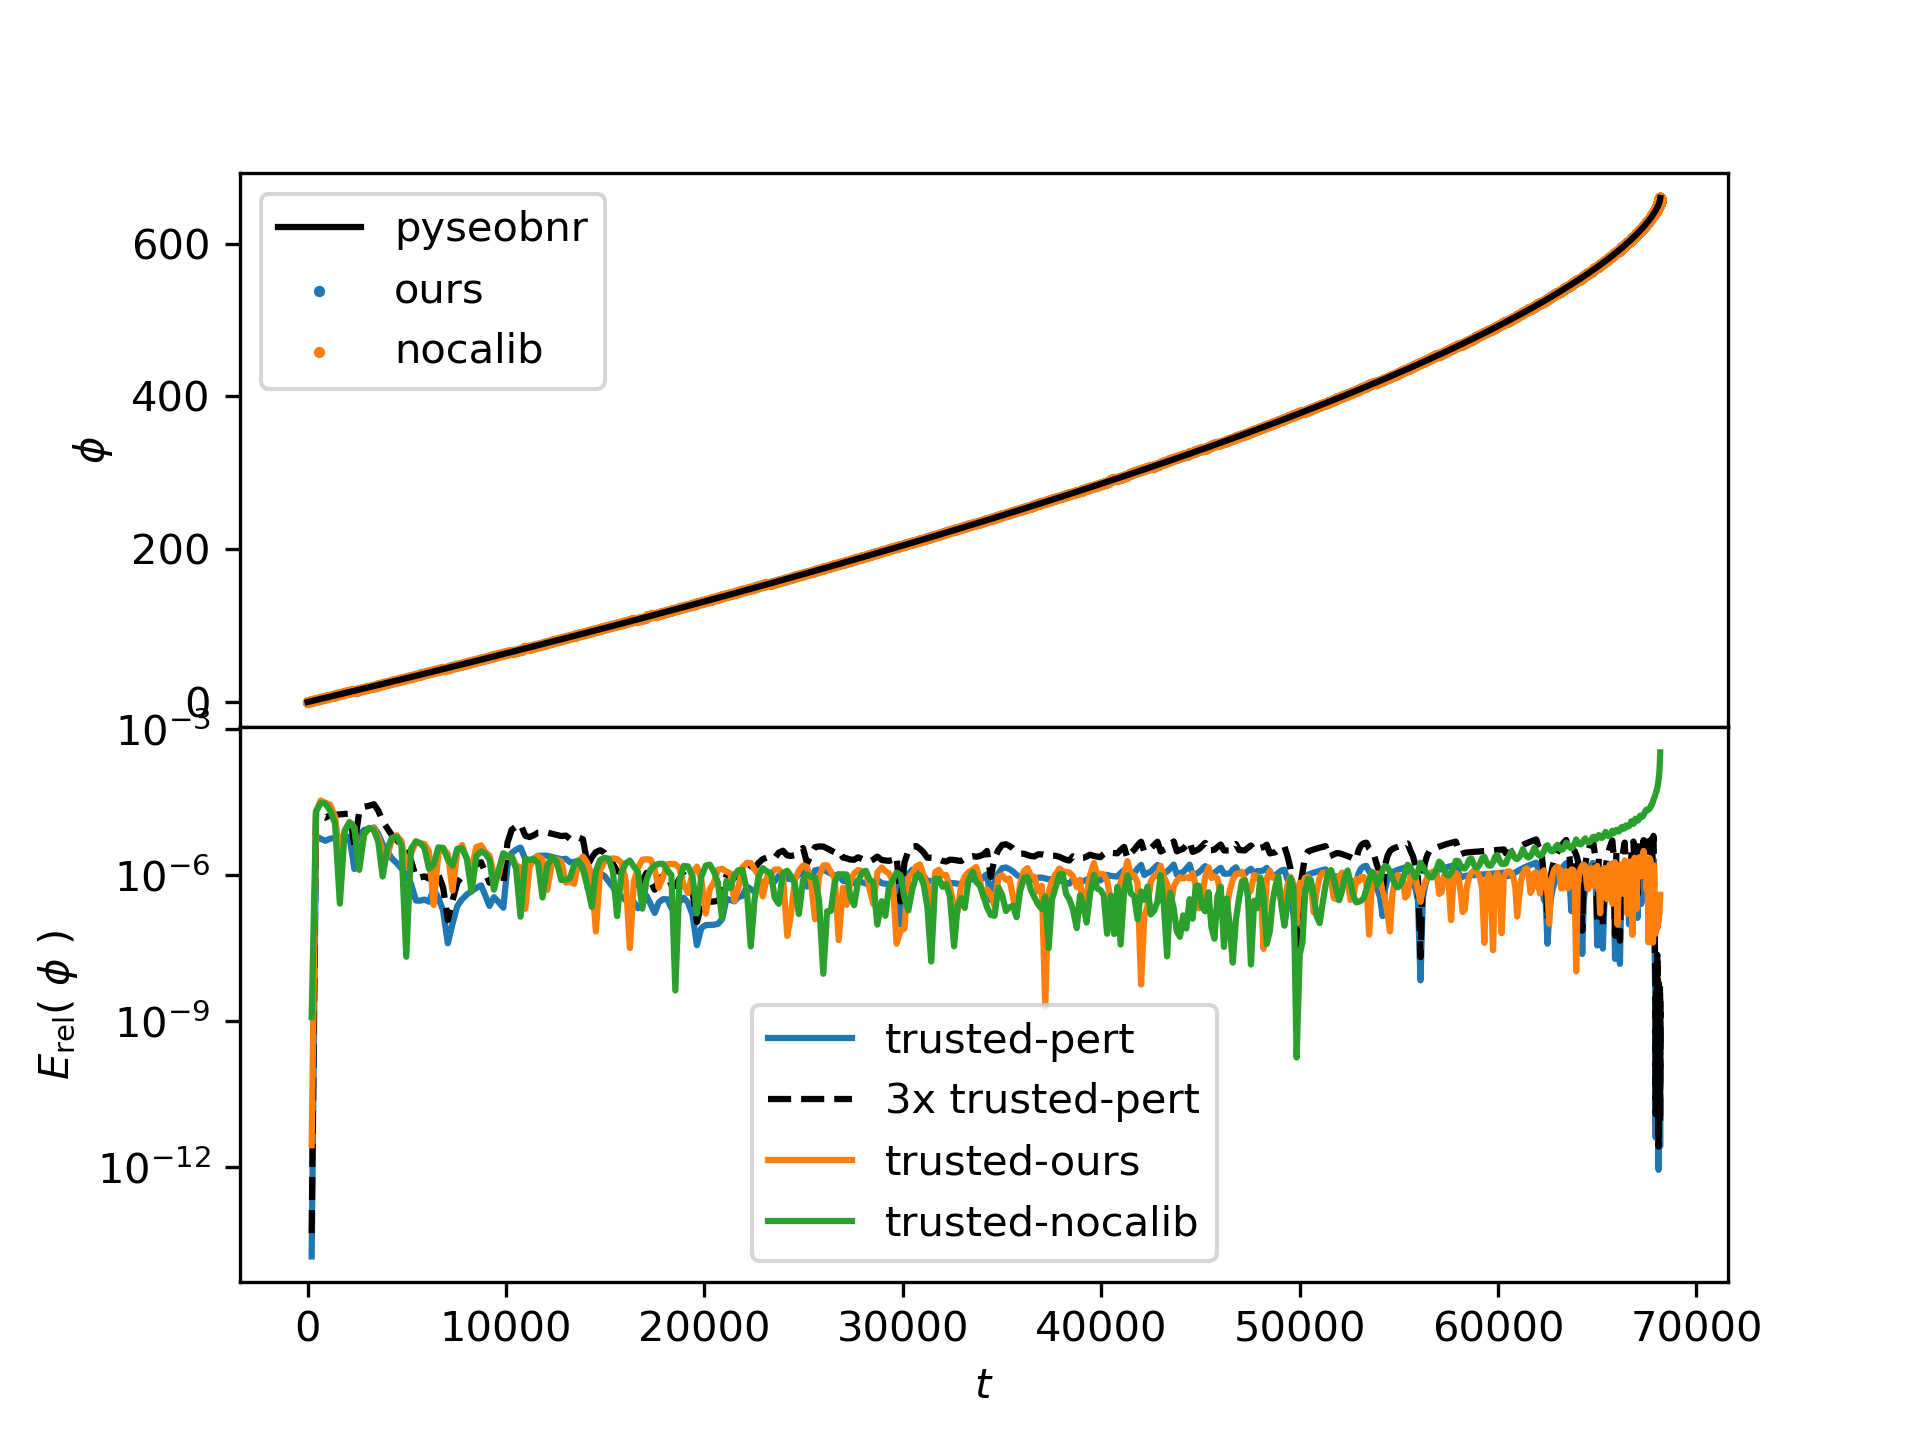 pyseobnr
ours
nocalib
600
400
200
0
ϕ
10⁻³
10⁻⁶
10⁻⁹
10⁻¹²
E_rel( ϕ )
trusted-pert
3x trusted-pert
trusted-ours
trusted-nocalib
0 10000 20000 30000 40000 50000 60000 70000
t